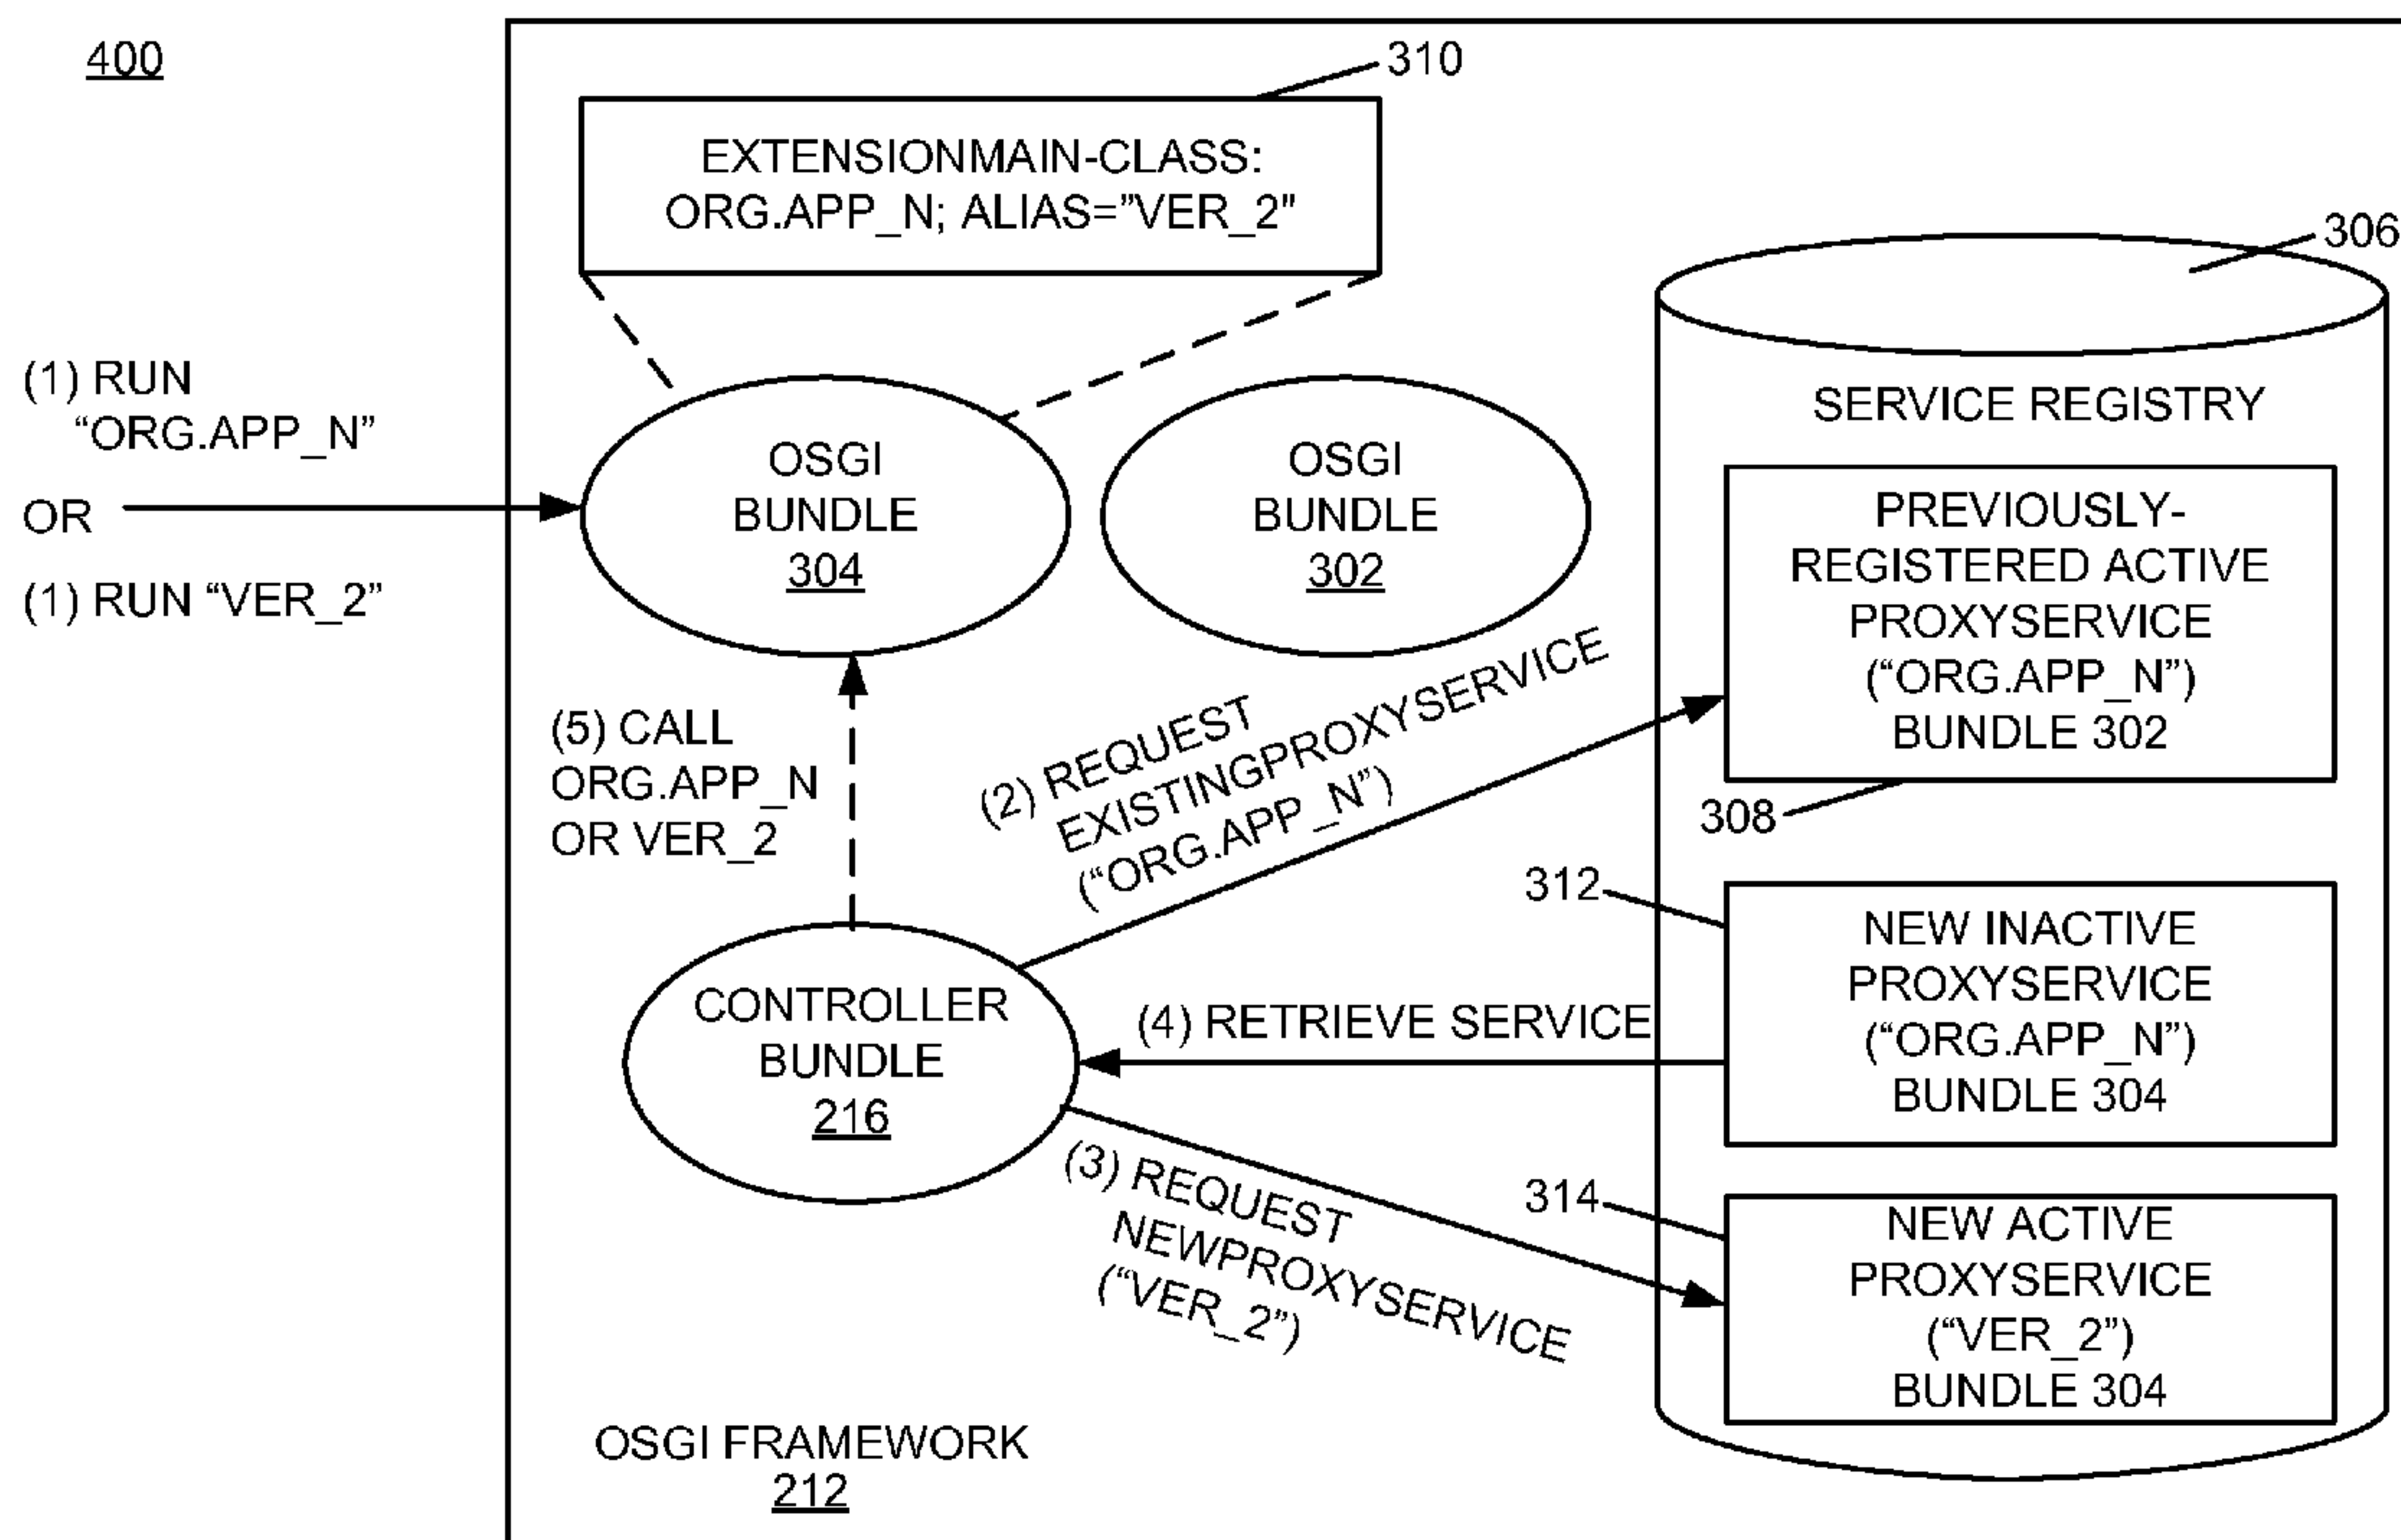 400
310
EXTENSIONMAIN-CLASS:
ORG.APP_N; ALIAS=”VER_2”
306
(1) RUN
“ORG.APP_N”
OR
(1) RUN “VER_2”
OSGI
BUNDLE
304
OSGI
BUNDLE
302
SERVICE REGISTRY
PREVIOUSLY-
REGISTERED ACTIVE
PROXYSERVICE
(“ORG.APP_N”)
BUNDLE 302
308
(5) CALL
ORG.APP_N
OR VER_2
(2) REQUEST
EXISTINGPROXYSERVICE
(“ORG.APP_N”)
312
NEW INACTIVE
PROXYSERVICE
(“ORG.APP_N”)
BUNDLE 304
CONTROLLER
BUNDLE
216
(4) RETRIEVE SERVICE
(3) REQUEST
NEWPROXYSERVICE
(“VER_2”)
314
NEW ACTIVE
PROXYSERVICE
(“VER_2”)
BUNDLE 304
OSGI FRAMEWORK
212